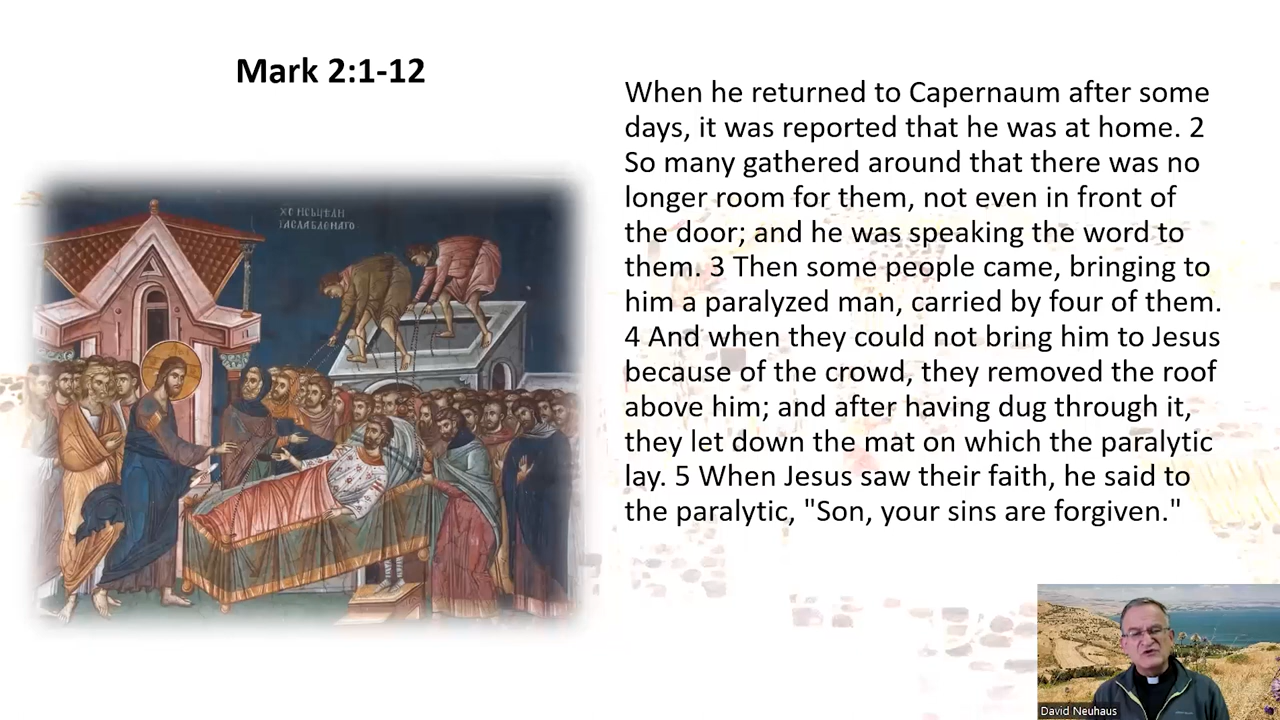 Mark 2:1-12
When he returned to Capernaum after some
days, it was reported that he was at home. 2
So many gathered around that there was no
longer room for them, not even in front of
the door; and he was speaking the word to
them. 3 Then some people came, bringing to
him a paralyzed man, carried by four of them.
4 And when they could not bring him to Jesus
because of the crowd, they removed the roof
above him; and after having dug through it,
they let down the mat on which the paralytic
lay. 5 When Jesus saw their faith, he said to
the paralytic, "Son, your sins are forgiven."
David Neuhaus